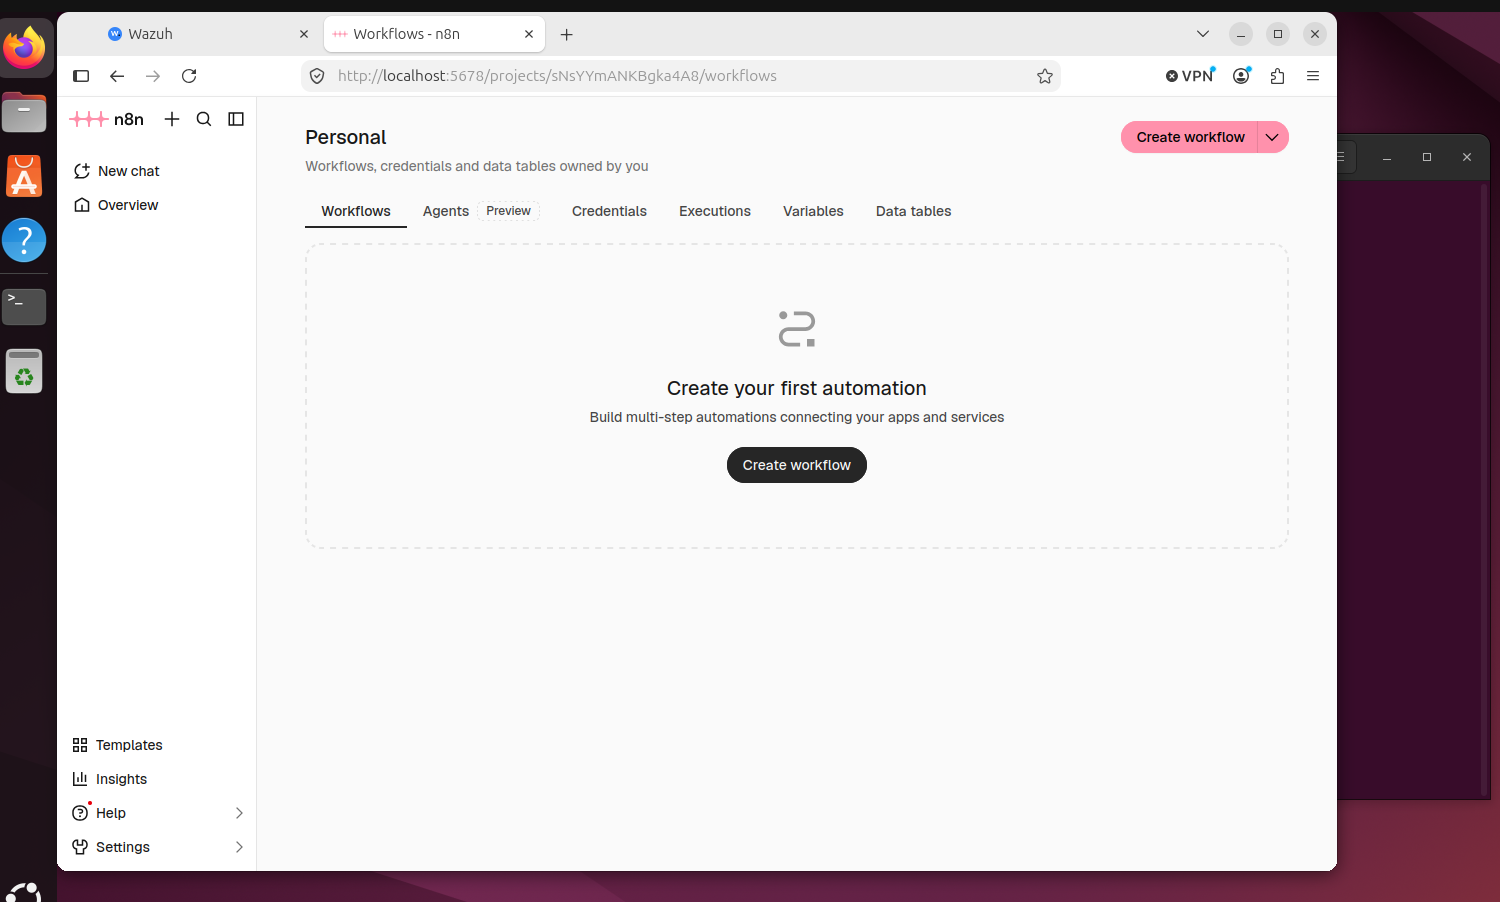 Wazuh
Workflows - n8n
http://localhost:5678/projects/sNsYYmANKBgka4A8/workflows
VPN
n8n
New chat
Overview
Personal
Workflows, credentials and data tables owned by you
Create workflow
Workflows
Agents
Preview
Credentials
Executions
Variables
Data tables
Create your first automation
Build multi-step automations connecting your apps and services
Create workflow
Templates
Insights
Help
Settings